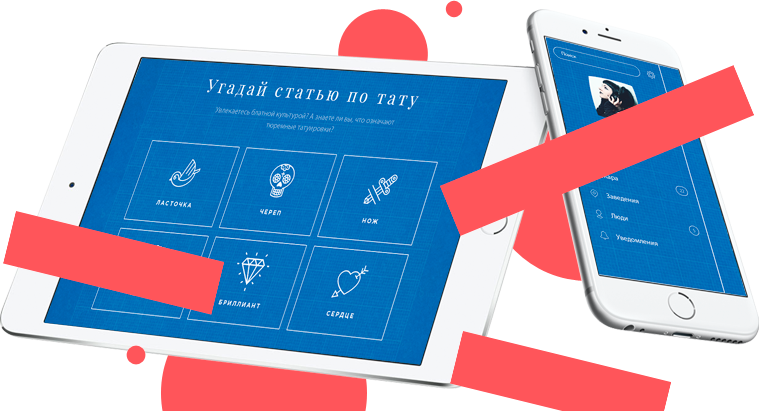 Угадай статью по тату
Увлекаетесь блатной культурой? А знаете ли вы, что означают
тюремные татуировки?
ЛАСТОЧКА
ЧЕРЕП
НОЖ
БРИЛЛИАНТ
СЕРДЦЕ
Поиск
Заведения
Люди
Уведомления